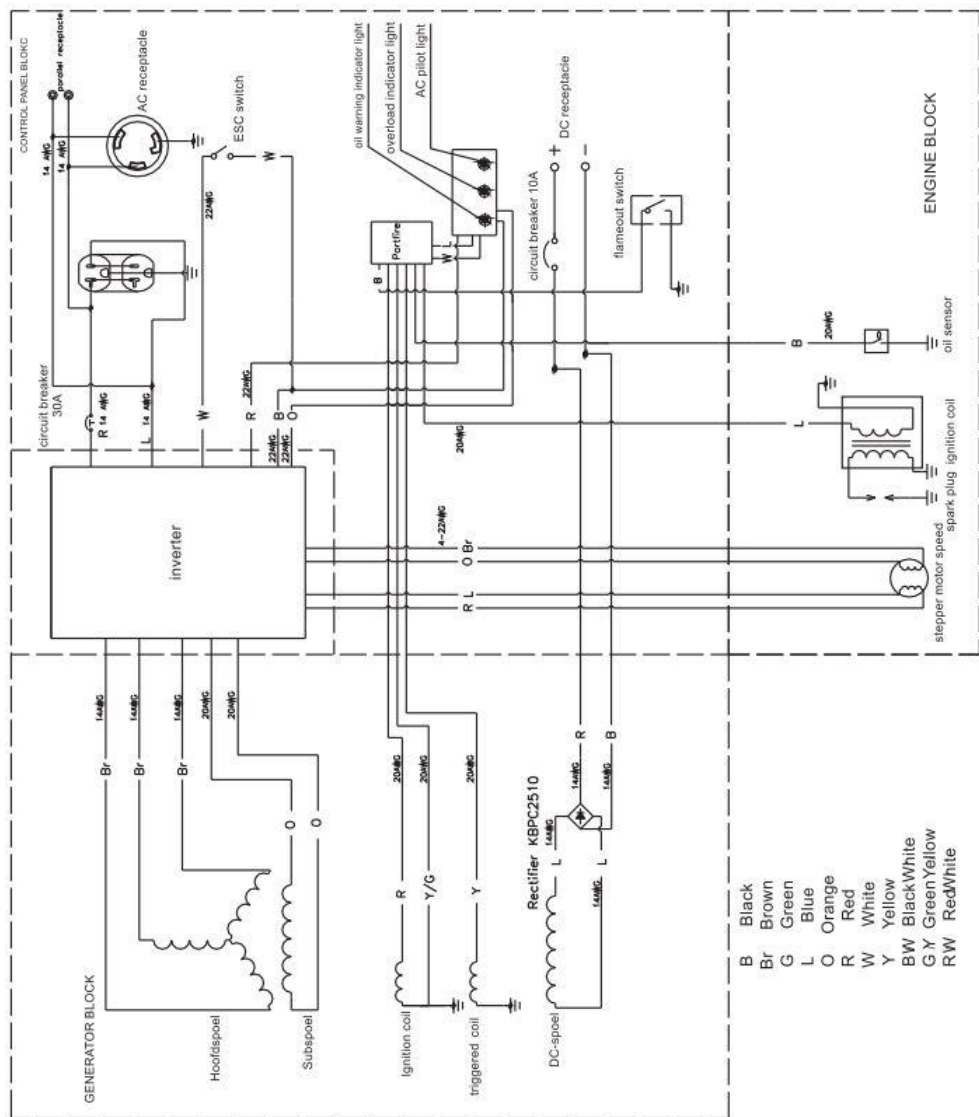 CONTROL PANEL BLOKC
parallel receptacle
14 AWG
14 AWG
AC receptacle
ESC switch
W
22AWG
W
oil warning indicator light
overload indicator light
AC pilot light
Portfire
B
L
W
circuit breaker 10A
DC receptacle
+
−
flameout switch
ENGINE BLOCK
circuit breaker
30A
R 14 AWG
L 14 AWG
W
R
22AWG
B
22AWG
O
22AWG
B
20AWG
oil sensor
L
20AWG
ignition coil
spark plug
inverter
4-22AWG
O Br
R L
stepper motor speed
14AWG
14AWG
14AWG
20AWG
20AWG
Br
Br
Br
O
O
GENERATOR BLOCK
Hoofdspoel
Subspoel
20AWG
20AWG
20AWG
R
Y/G
Y
Ignition coil
triggered coil
Rectifier KBPC2510
14AWG
L
L
14AWG
R
14AWG
B
14AWG
DC-spoel
B Black
Br Brown
G Green
L Blue
O Orange
R Red
W White
Y Yellow
BW BlackWhite
GY GreenYellow
RW RedWhite